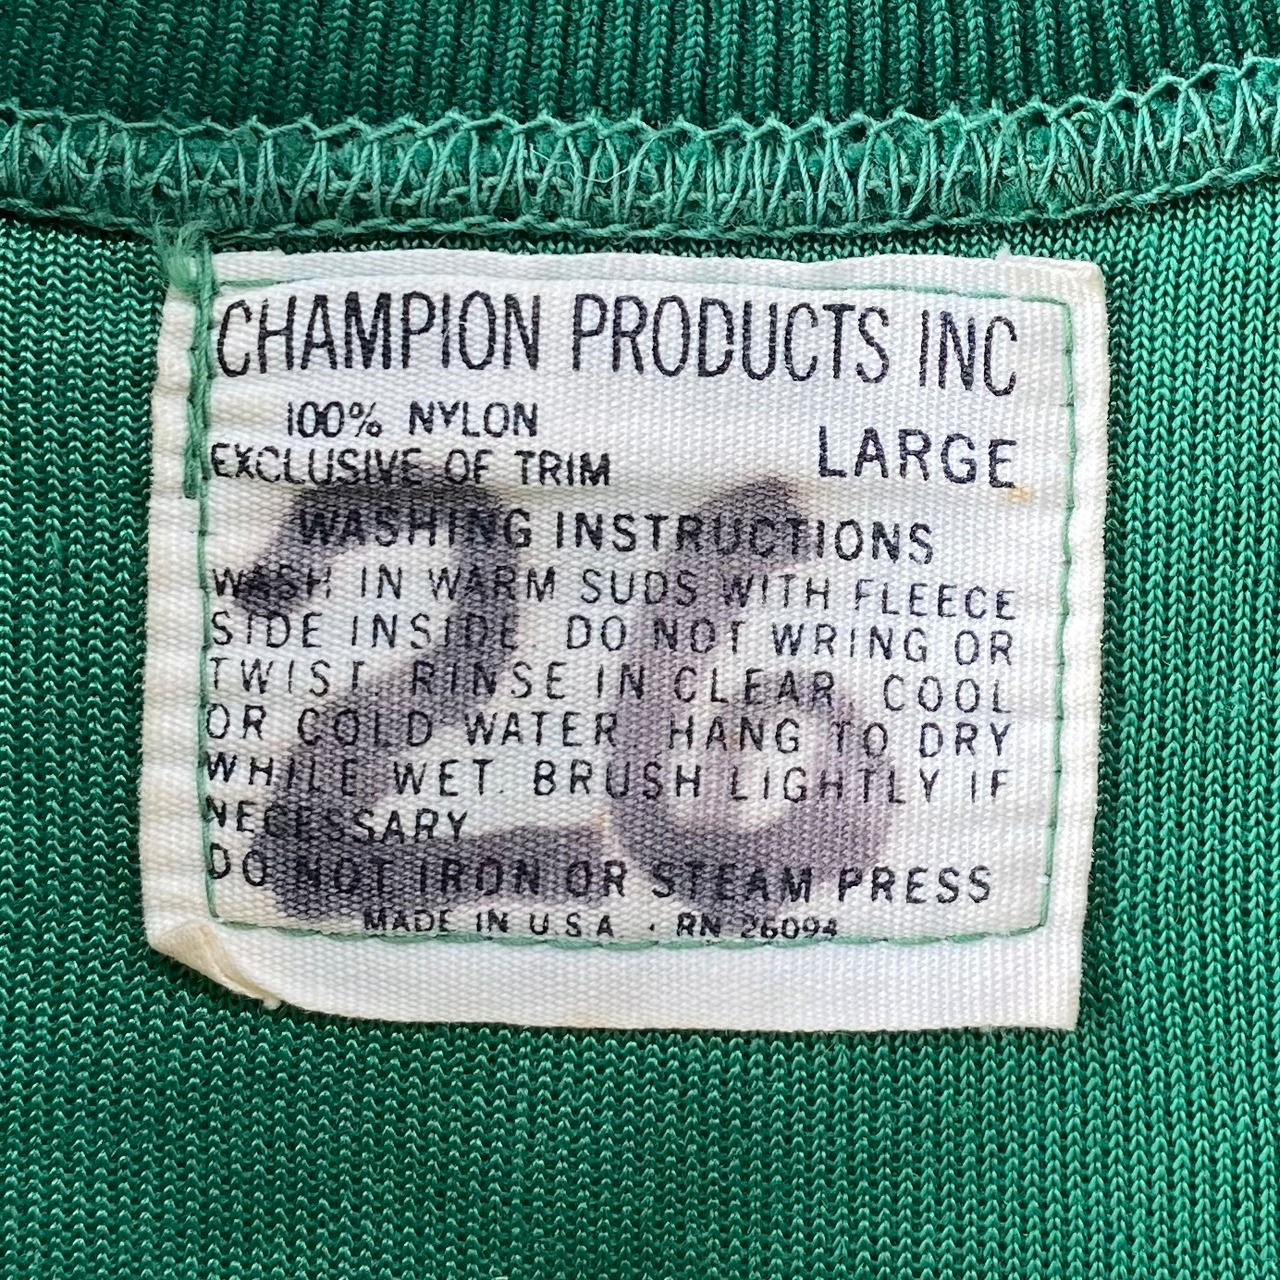 CHAMPION PRODUCTS INC
100% NYLON
EXCLUSIVE OF TRIM
LARGE
WASHING INSTRUCTIONS
WASH IN WARM SUDS WITH FLEECE
SIDE INSIDE. DO NOT WRING OR
TWIST. RINSE IN CLEAR COOL
OR COLD WATER. HANG TO DRY
WHILE WET. BRUSH LIGHTLY IF
NECESSARY
DO NOT IRON OR STEAM PRESS
MADE IN U S A · RN 26094
26